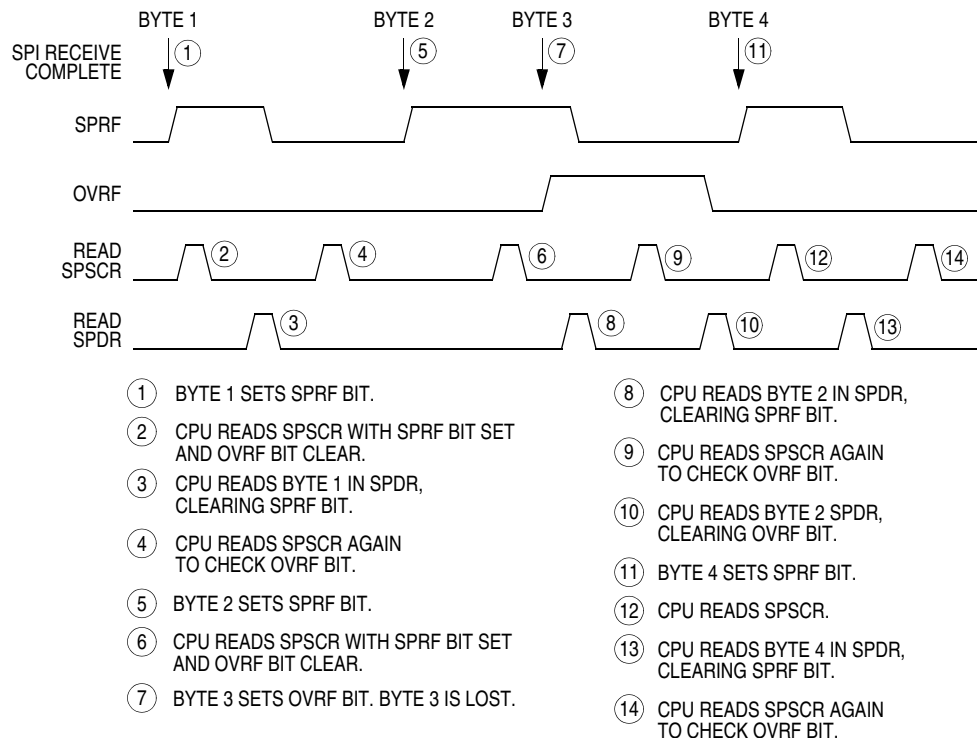 BYTE 1 BYTE 2 BYTE 3 BYTE 4
SPI RECEIVE
COMPLETE
1 5 7 11
SPRF
OVRF
READ
SPSCR
2 4 6 9 12 14
READ
SPDR
3 8 10 13
1 BYTE 1 SETS SPRF BIT.
2 CPU READS SPSCR WITH SPRF BIT SET
AND OVRF BIT CLEAR.
3 CPU READS BYTE 1 IN SPDR,
CLEARING SPRF BIT.
4 CPU READS SPSCR AGAIN
TO CHECK OVRF BIT.
5 BYTE 2 SETS SPRF BIT.
6 CPU READS SPSCR WITH SPRF BIT SET
AND OVRF BIT CLEAR.
7 BYTE 3 SETS OVRF BIT. BYTE 3 IS LOST.
8 CPU READS BYTE 2 IN SPDR,
CLEARING SPRF BIT.
9 CPU READS SPSCR AGAIN
TO CHECK OVRF BIT.
10 CPU READS BYTE 2 SPDR,
CLEARING OVRF BIT.
11 BYTE 4 SETS SPRF BIT.
12 CPU READS SPSCR.
13 CPU READS BYTE 4 IN SPDR,
CLEARING SPRF BIT.
14 CPU READS SPSCR AGAIN
TO CHECK OVRF BIT.